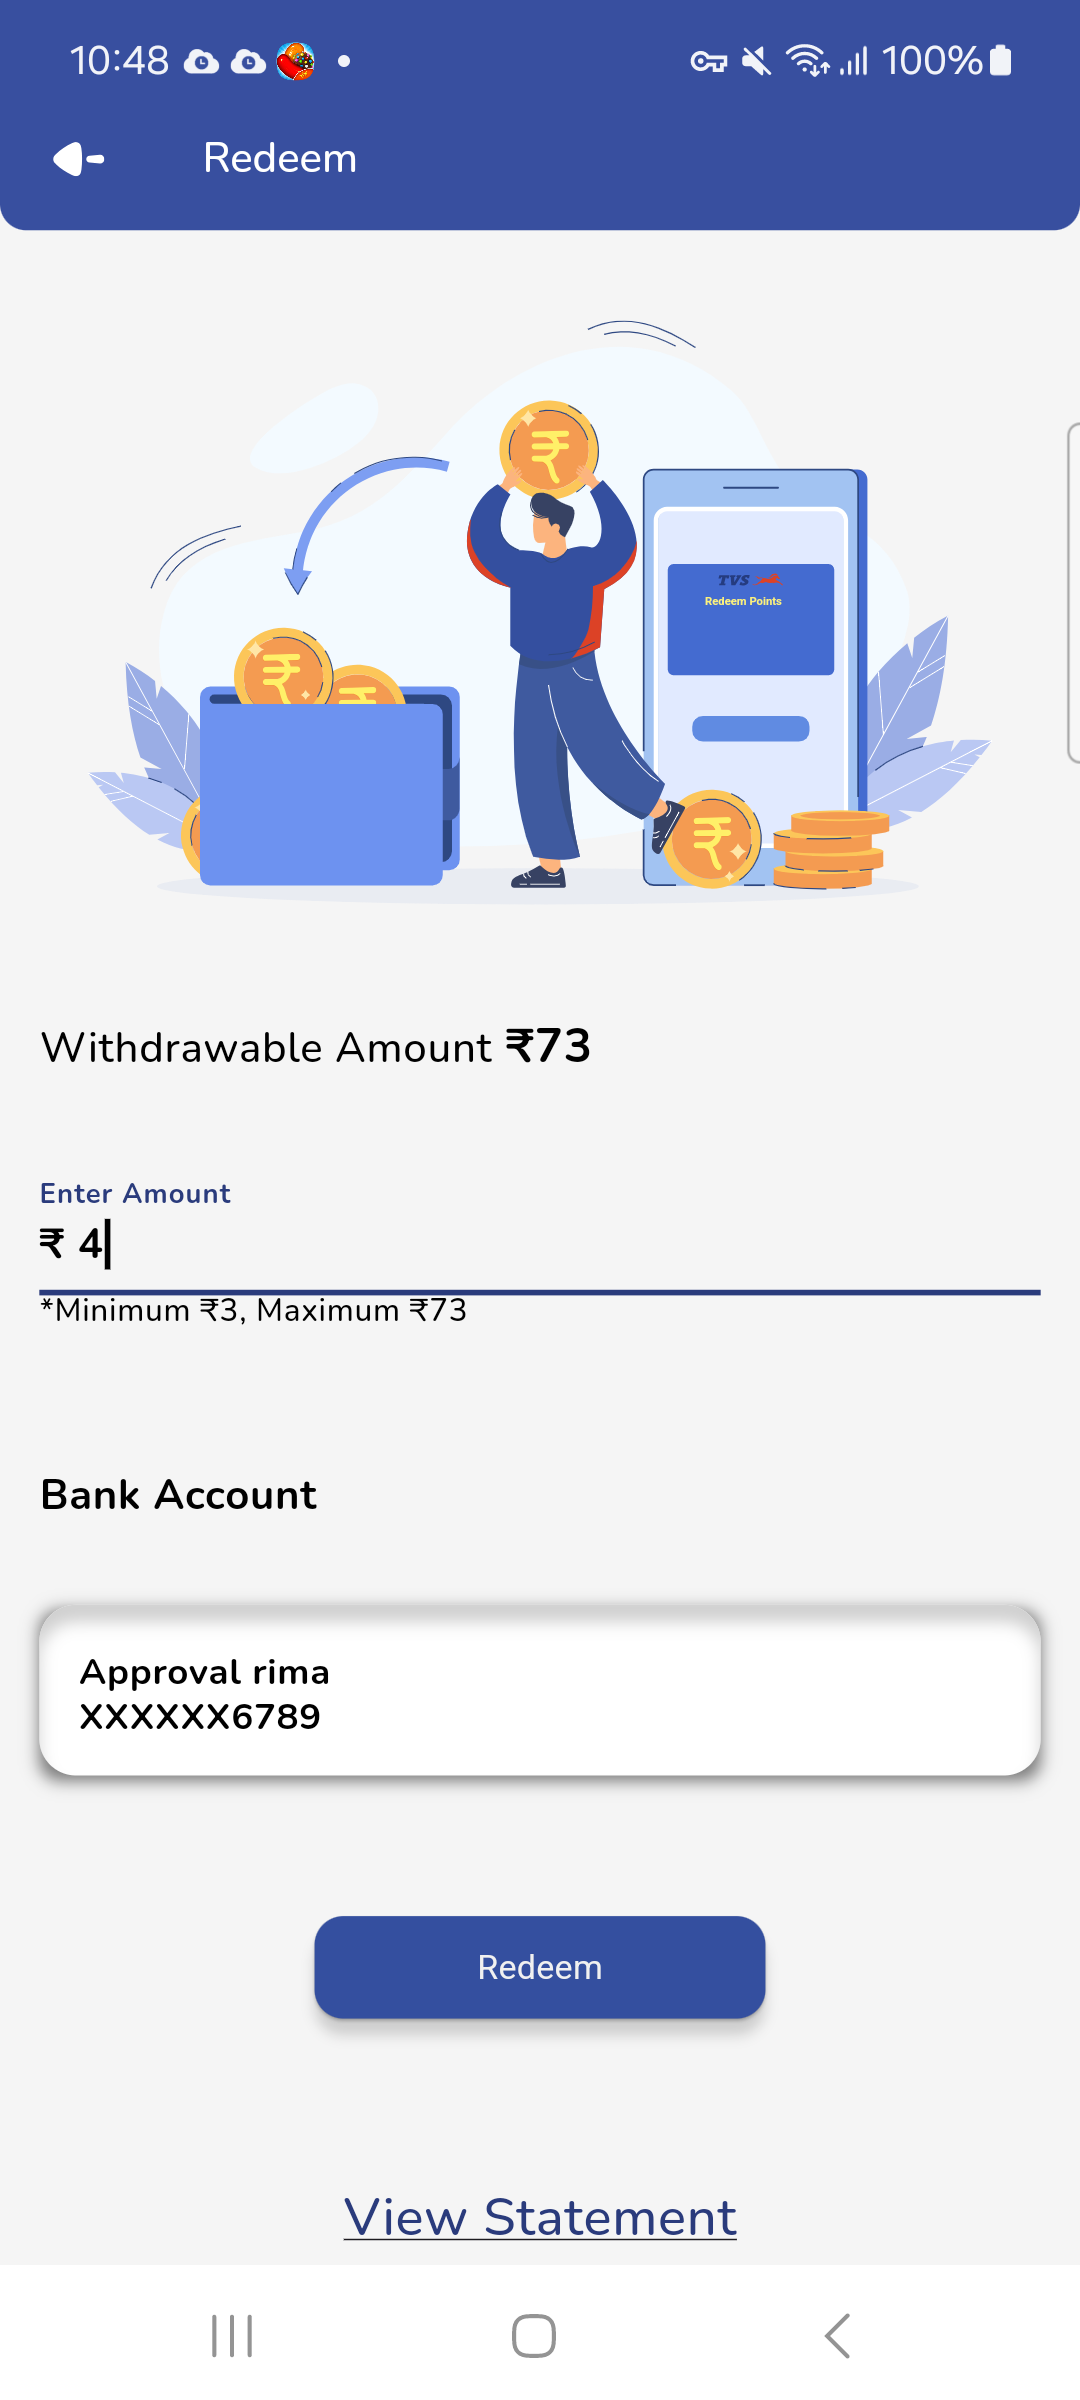 10:48 100%
Redeem
₹
TVS
Redeem Points
₹
₹
₹
Withdrawable Amount ₹73
Enter Amount
₹ 4
*Minimum ₹3, Maximum ₹73
Bank Account
Approval rima
XXXXXX6789
Redeem
View Statement